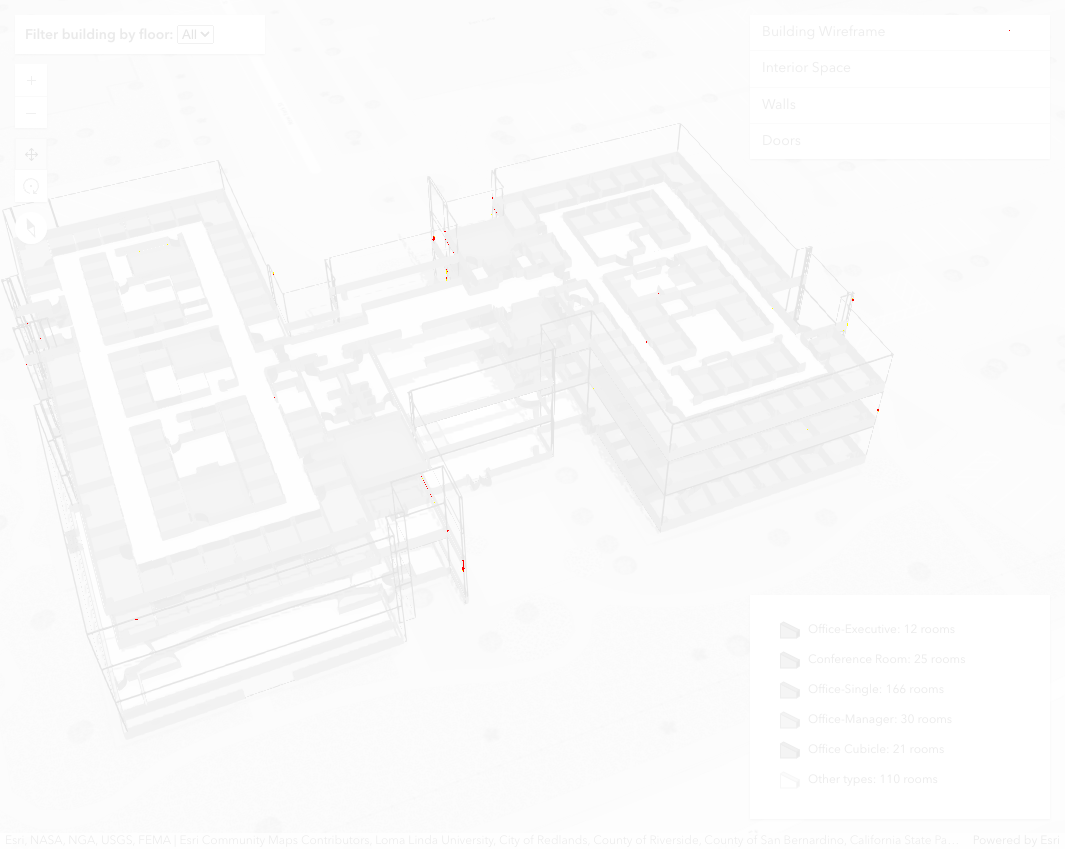 Filter building by floor: All
Building Wireframe
Interior Space
Walls
Doors
Office-Executive: 12 rooms
Conference Room: 25 rooms
Office-Single: 166 rooms
Office-Manager: 30 rooms
Office Cubicle: 21 rooms
Other types: 110 rooms
Esri, NASA, NGA, USGS, FEMA | Esri Community Maps Contributors, Loma Linda University, City of Redlands, County of Riverside, County of San Bernardino, California State Pa... Powered by Esri